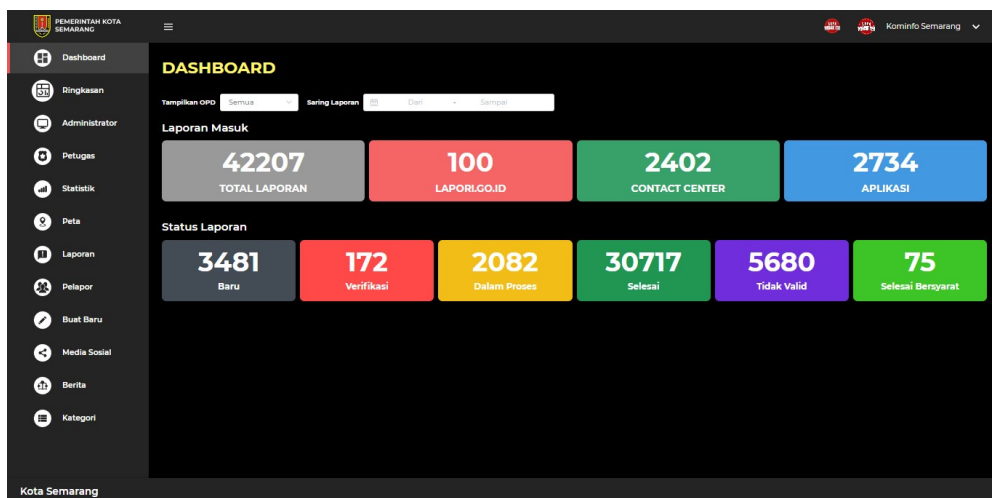 PEMERINTAH KOTA
SEMARANG
Kominfo Semarang
Dashboard
Ringkasan
Administrator
Petugas
Statistik
Peta
Laporan
Pelapor
Buat Baru
Media Sosial
Berita
Kategori
DASHBOARD
Tampilkan OPD Semua Saring Laporan Dari - Sampai
Laporan Masuk
42207
TOTAL LAPORAN
100
LAPOR!.GO.ID
2402
CONTACT CENTER
2734
APLIKASI
Status Laporan
3481
Baru
172
Verifikasi
2082
Dalam Proses
30717
Selesai
5680
Tidak Valid
75
Selesai Bersyarat
Kota Semarang